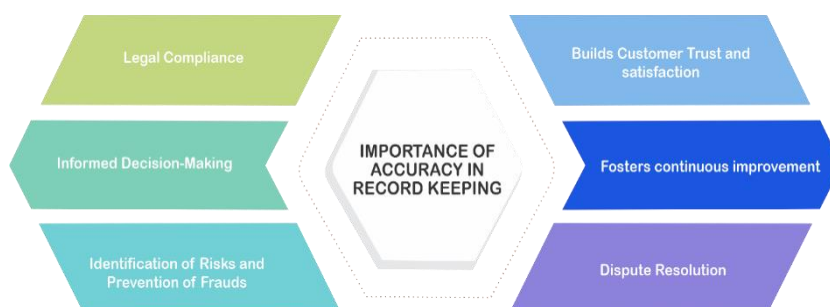 Legal Compliance
Informed Decision-Making
Identification of Risks and
Prevention of Frauds
IMPORTANCE OF
ACCURACY IN
RECORD KEEPING
Builds Customer Trust and
satisfaction
Fosters continuous improvement
Dispute Resolution